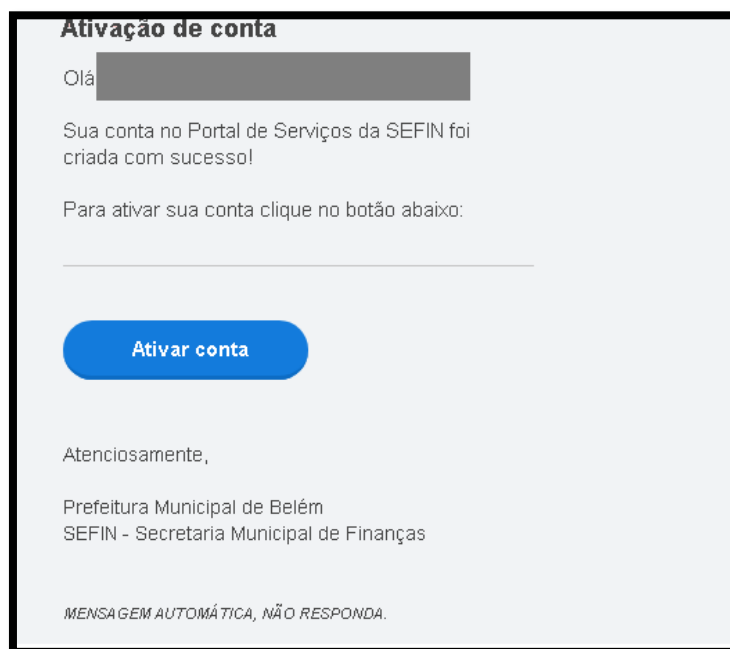 Ativação de conta
Olá
Sua conta no Portal de Serviços da SEFIN foi
criada com sucesso!
Para ativar sua conta clique no botão abaixo:
Ativar conta
Atenciosamente,
Prefeitura Municipal de Belém
SEFIN - Secretaria Municipal de Finanças
MENSAGEM AUTOMÁTICA, NÃO RESPONDA.